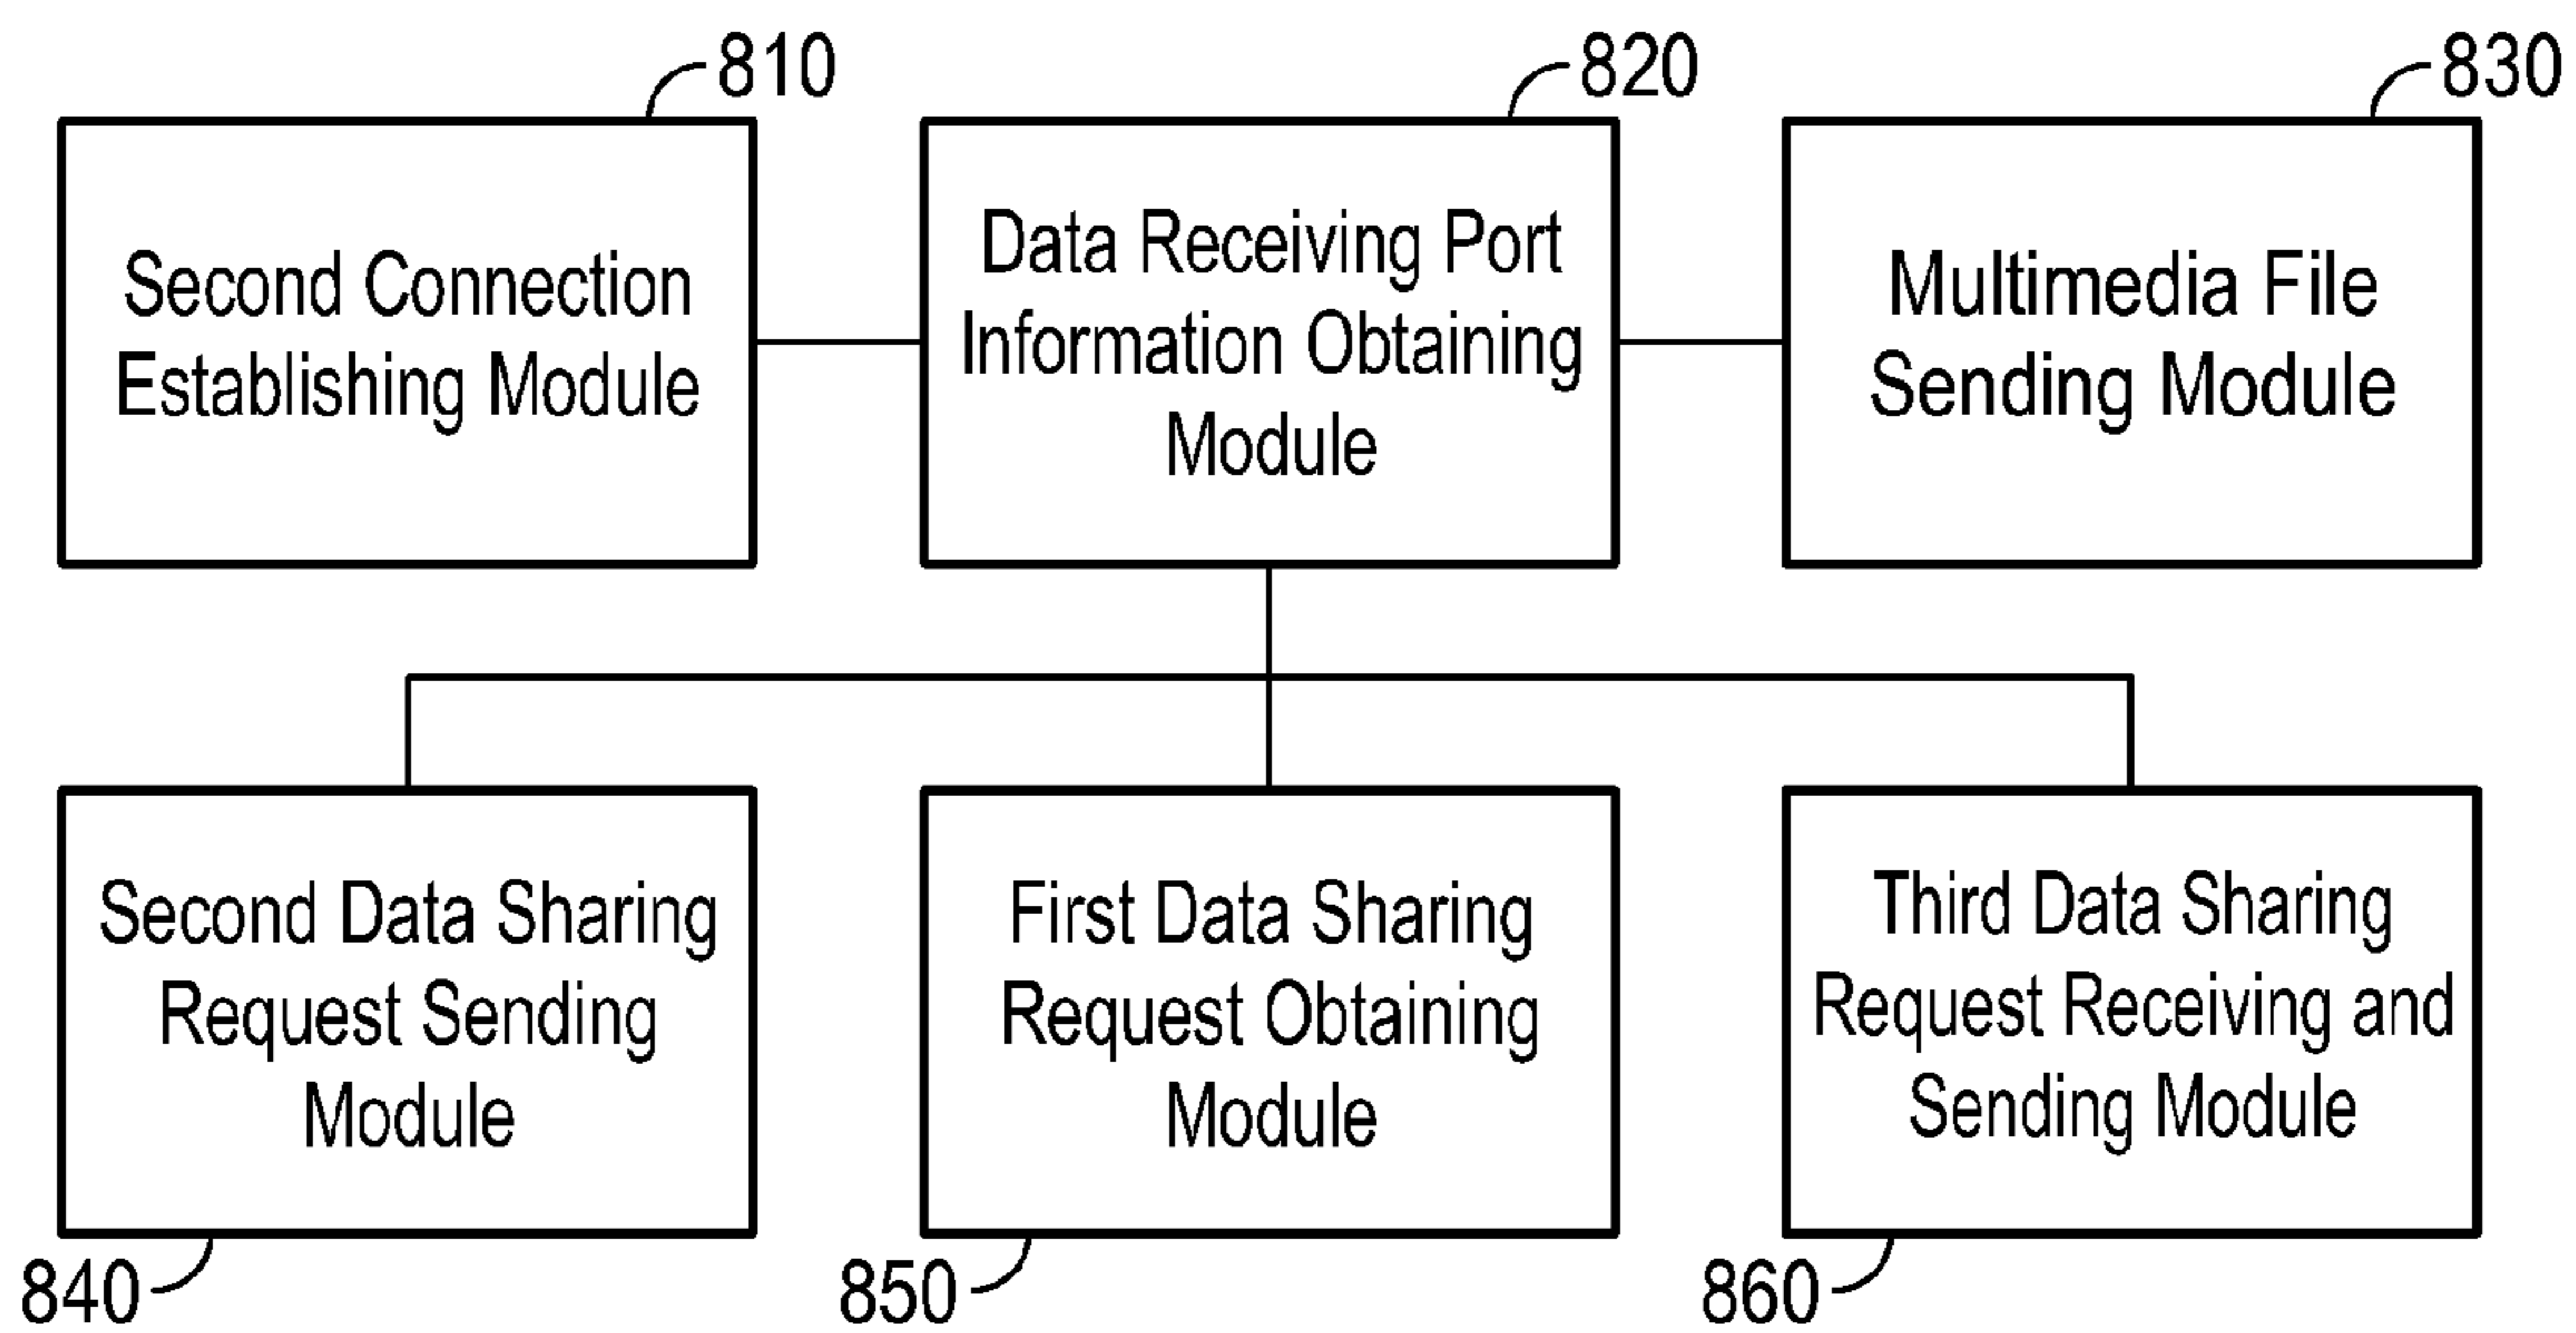 810
820
830
Second Connection
Establishing Module
Data Receiving Port
Information Obtaining
Module
Multimedia File
Sending Module
Second Data Sharing
Request Sending
Module
First Data Sharing
Request Obtaining
Module
Third Data Sharing
Request Receiving and
Sending Module
840
850
860